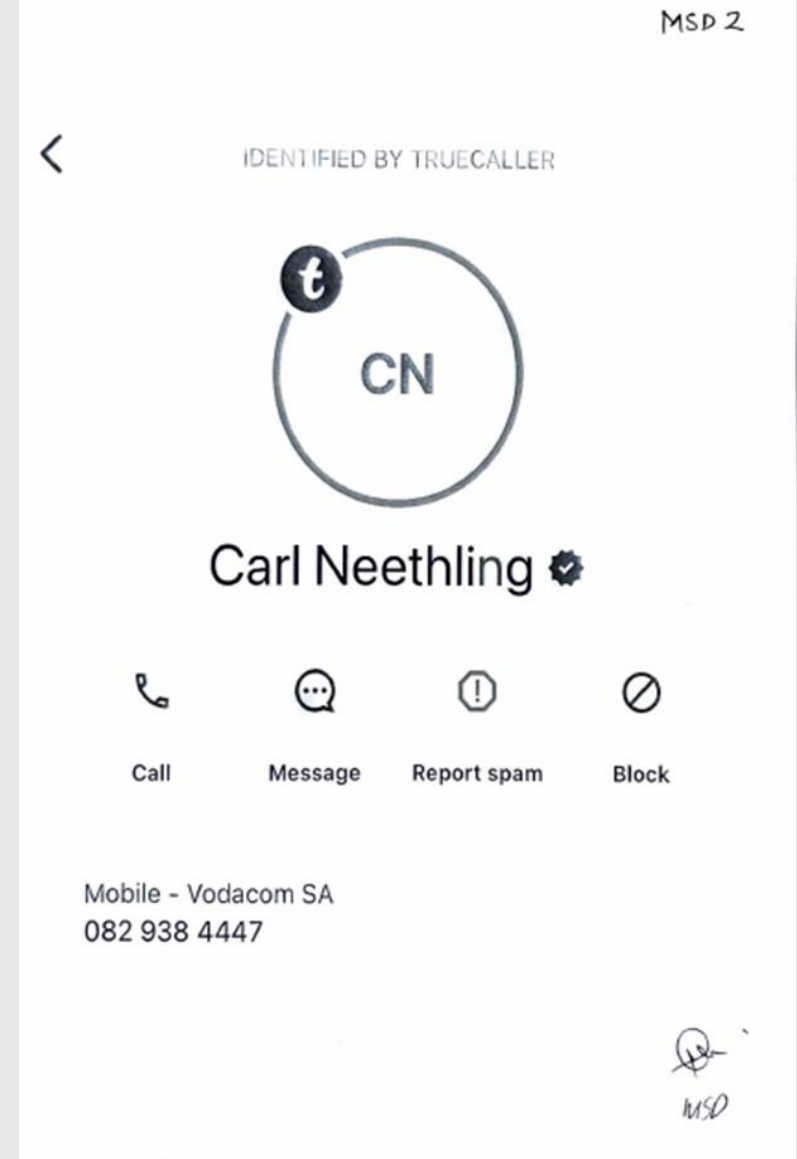 MSD 2
IDENTIFIED BY TRUECALLER
t
CN
Carl Neethling
Call Message Report spam Block
Mobile - Vodacom SA
082 938 4447
MSD